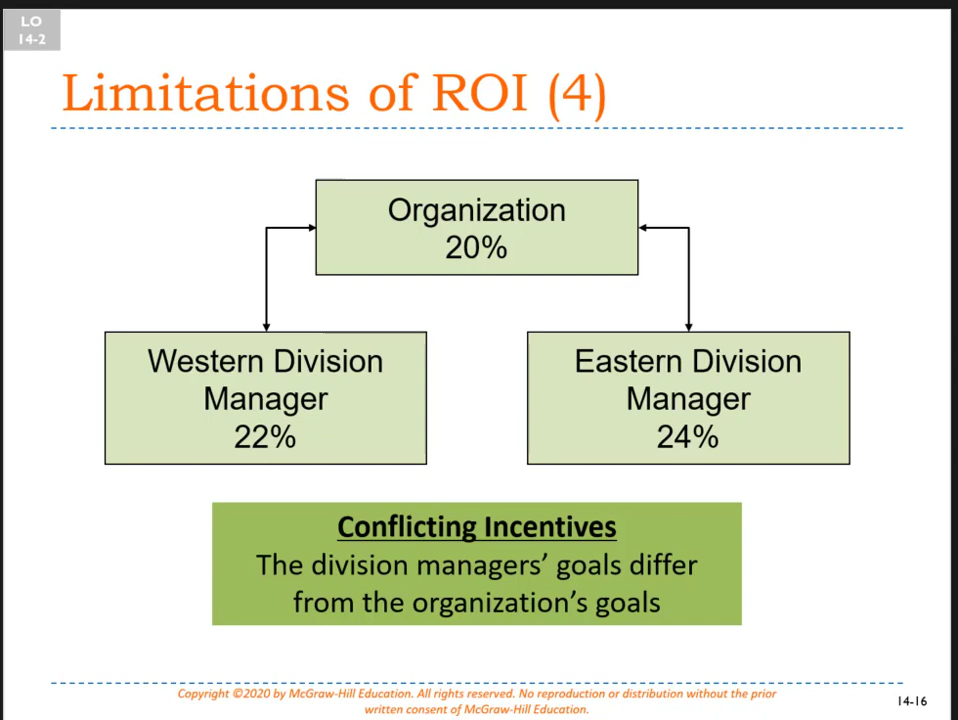 LO
14-2
Limitations of ROI (4)
Organization
20%
Western Division
Manager
22%
Eastern Division
Manager
24%
Conflicting Incentives
The division managers’ goals differ
from the organization’s goals
Copyright ©2020 by McGraw-Hill Education. All rights reserved. No reproduction or distribution without the prior
written consent of McGraw-Hill Education.
14-16